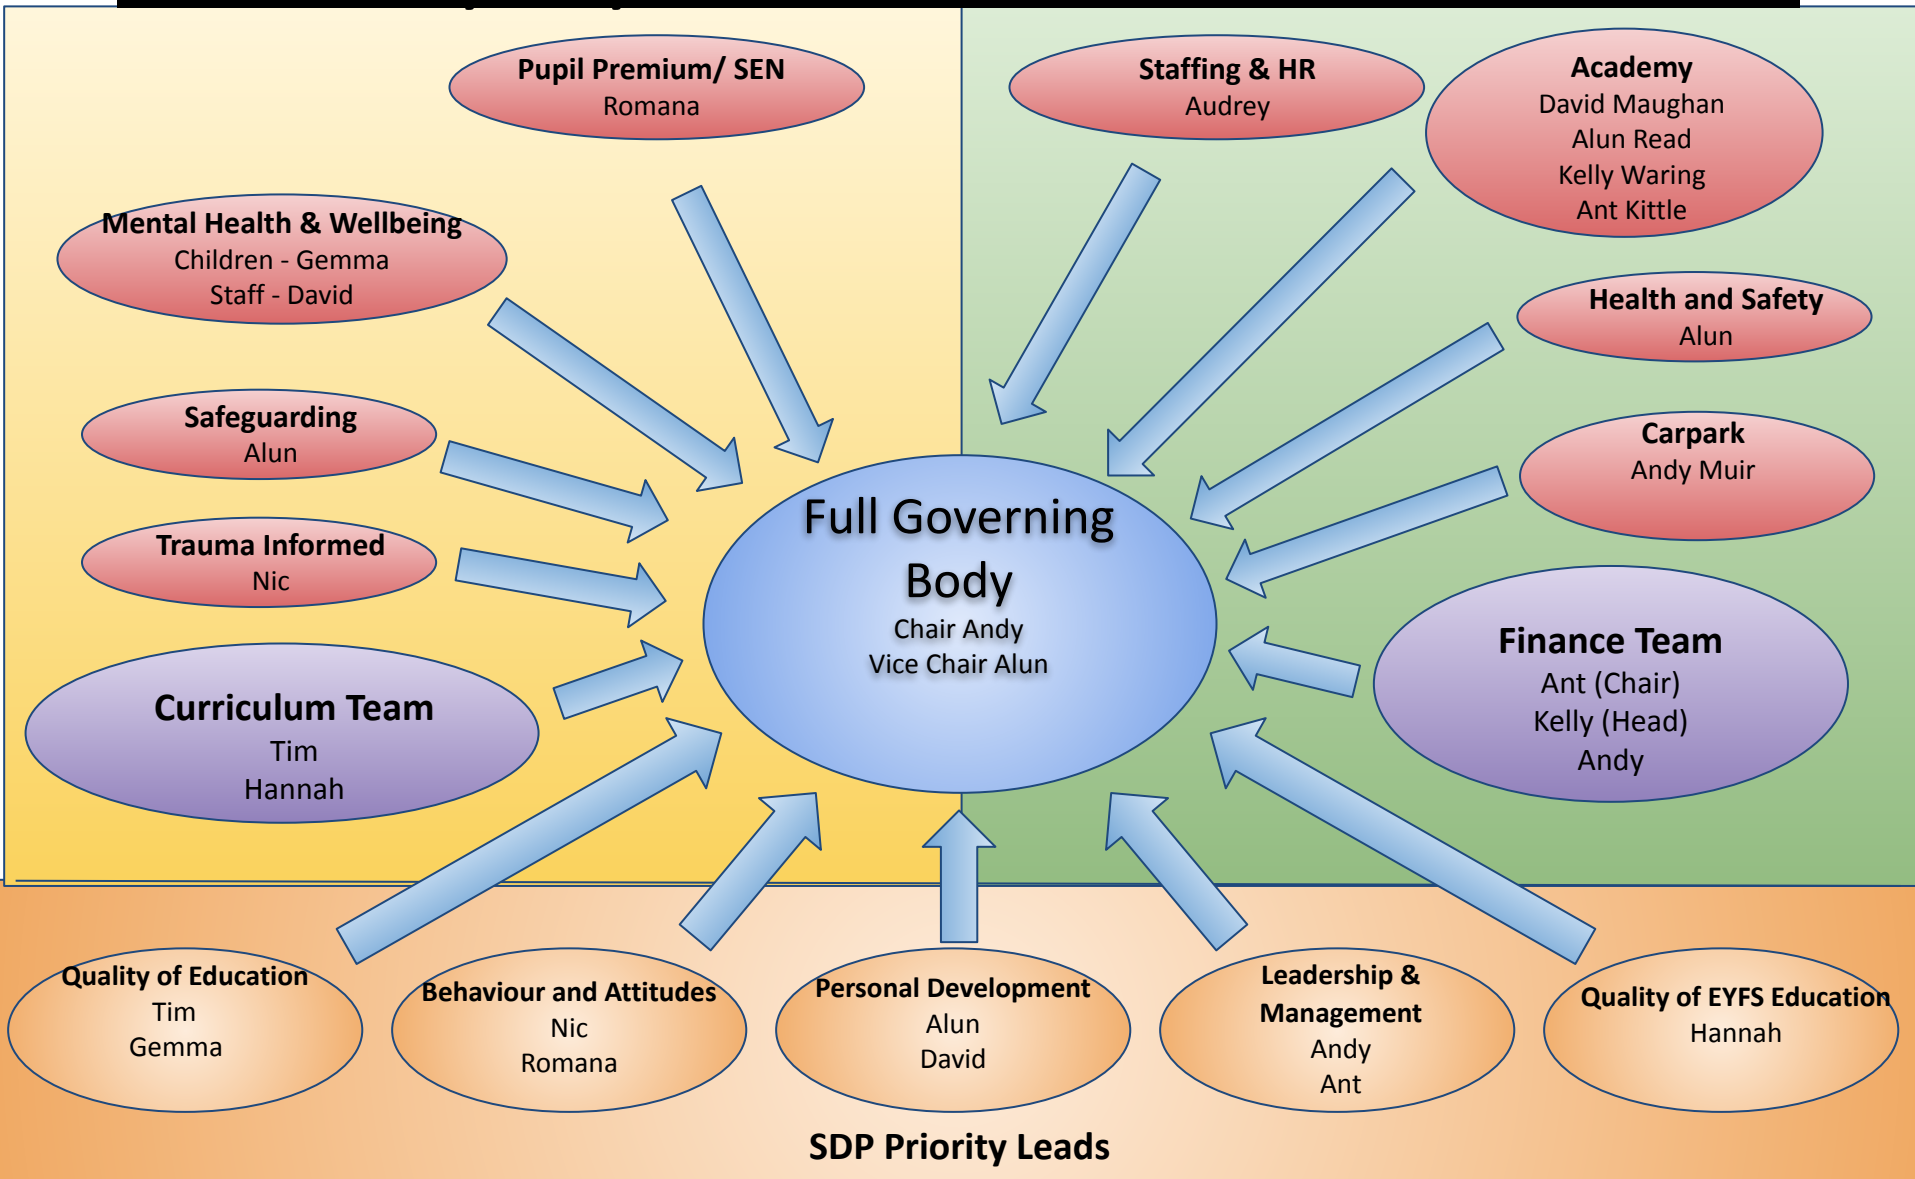 Pupil Premium/ SEN
Romana
Staffing & HR
Audrey
Academy
David Maughan
Alun Read
Kelly Waring
Ant Kittle
Mental Health & Wellbeing
Children - Gemma
Staff - David
Health and Safety
Alun
Safeguarding
Alun
Carpark
Andy Muir
Trauma Informed
Nic
Full Governing
Body
Chair Andy
Vice Chair Alun
Curriculum Team
Tim
Hannah
Finance Team
Ant (Chair)
Kelly (Head)
Andy
Quality of Education
Tim
Gemma
Behaviour and Attitudes
Nic
Romana
Personal Development
Alun
David
Leadership &
Management
Andy
Ant
Quality of EYFS Education
Hannah
SDP Priority Leads